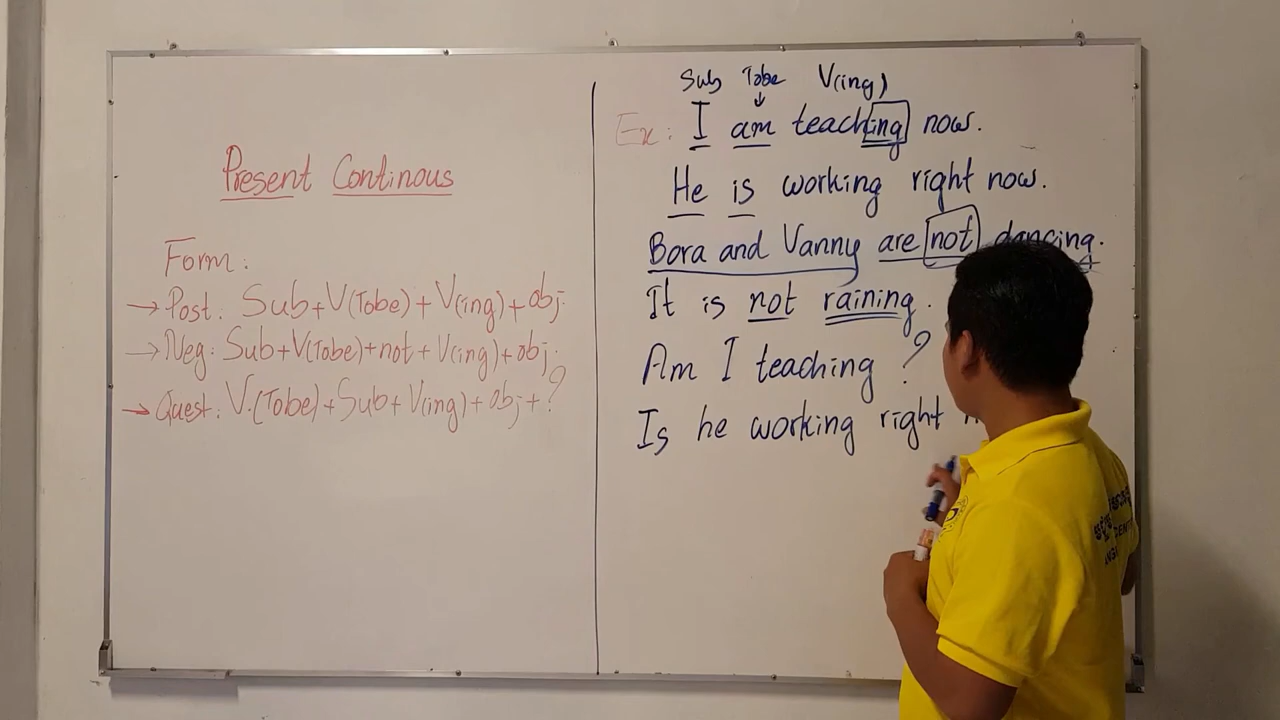 Present Continous
Form:
→ Post: Sub+V(Tobe)+V(ing)+obj.
→ Neg: Sub+V(Tobe)+not+V(ing)+obj.
→ Quest: V.(Tobe)+Sub+V(ing)+obj+?
Sub Tobe V(ing)
Ex: I am teaching now.
He is working right now.
Bora and Vanny are not dancing.
It is not raining.
Am I teaching ?
Is he working right